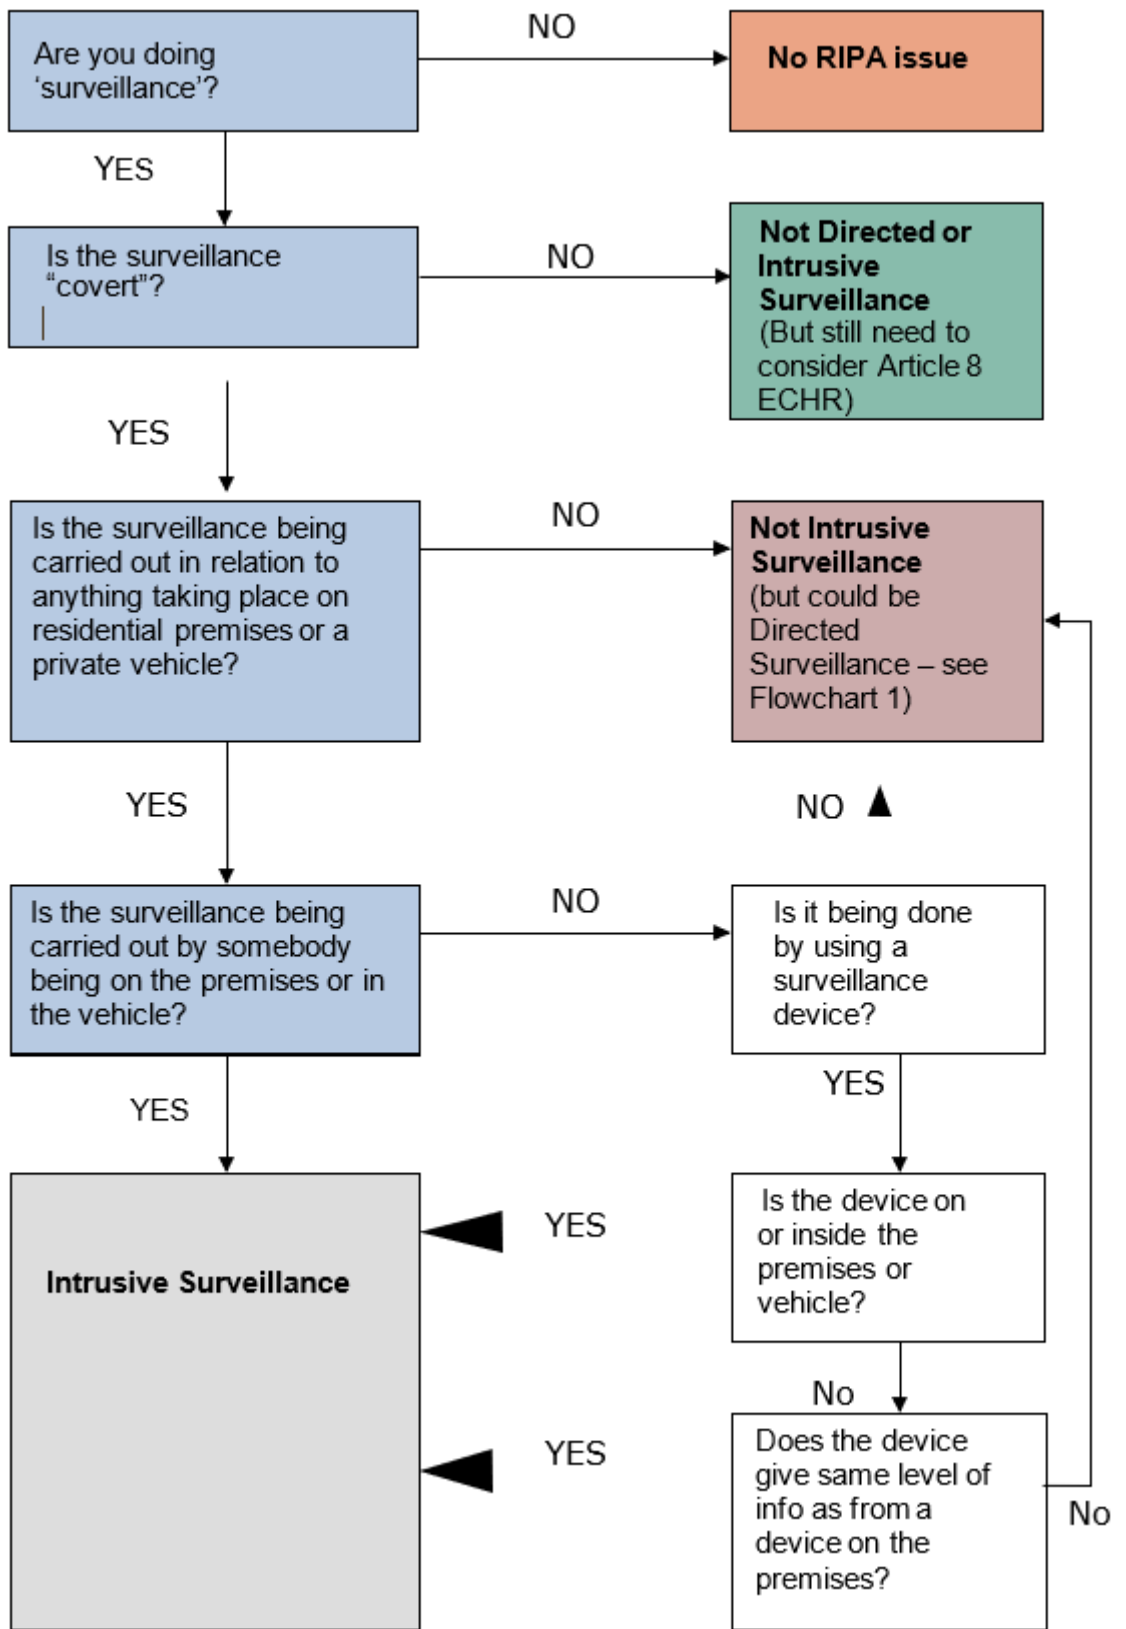 Are you doing
‘surveillance’?
NO
No RIPA issue
YES
Is the surveillance
“covert”?
NO
Not Directed or
Intrusive
Surveillance
(But still need to
consider Article 8
ECHR)
YES
Is the surveillance being
carried out in relation to
anything taking place on
residential premises or a
private vehicle?
NO
Not Intrusive
Surveillance
(but could be
Directed
Surveillance – see
Flowchart 1)
YES
NO
Is the surveillance being
carried out by somebody
being on the premises or in
the vehicle?
NO
Is it being done
by using a
surveillance
device?
YES
YES
Intrusive Surveillance
YES
Is the device on
or inside the
premises or
vehicle?
No
YES
Does the device
give same level of
info as from a
device on the
premises?
No